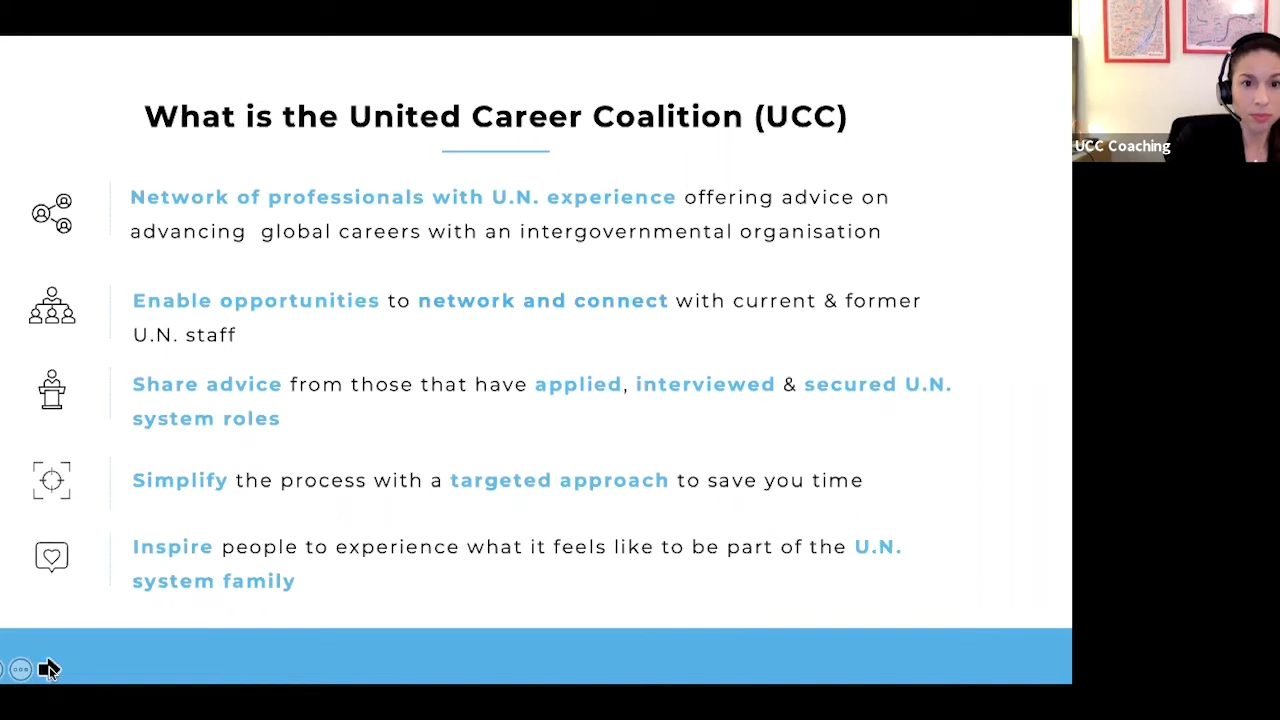 What is the United Career Coalition (UCC)
Network of professionals with U.N. experience offering advice on
advancing global careers with an intergovernmental organisation
Enable opportunities to network and connect with current & former
U.N. staff
Share advice from those that have applied, interviewed & secured U.N.
system roles
Simplify the process with a targeted approach to save you time
Inspire people to experience what it feels like to be part of the U.N.
system family
UCC Coaching